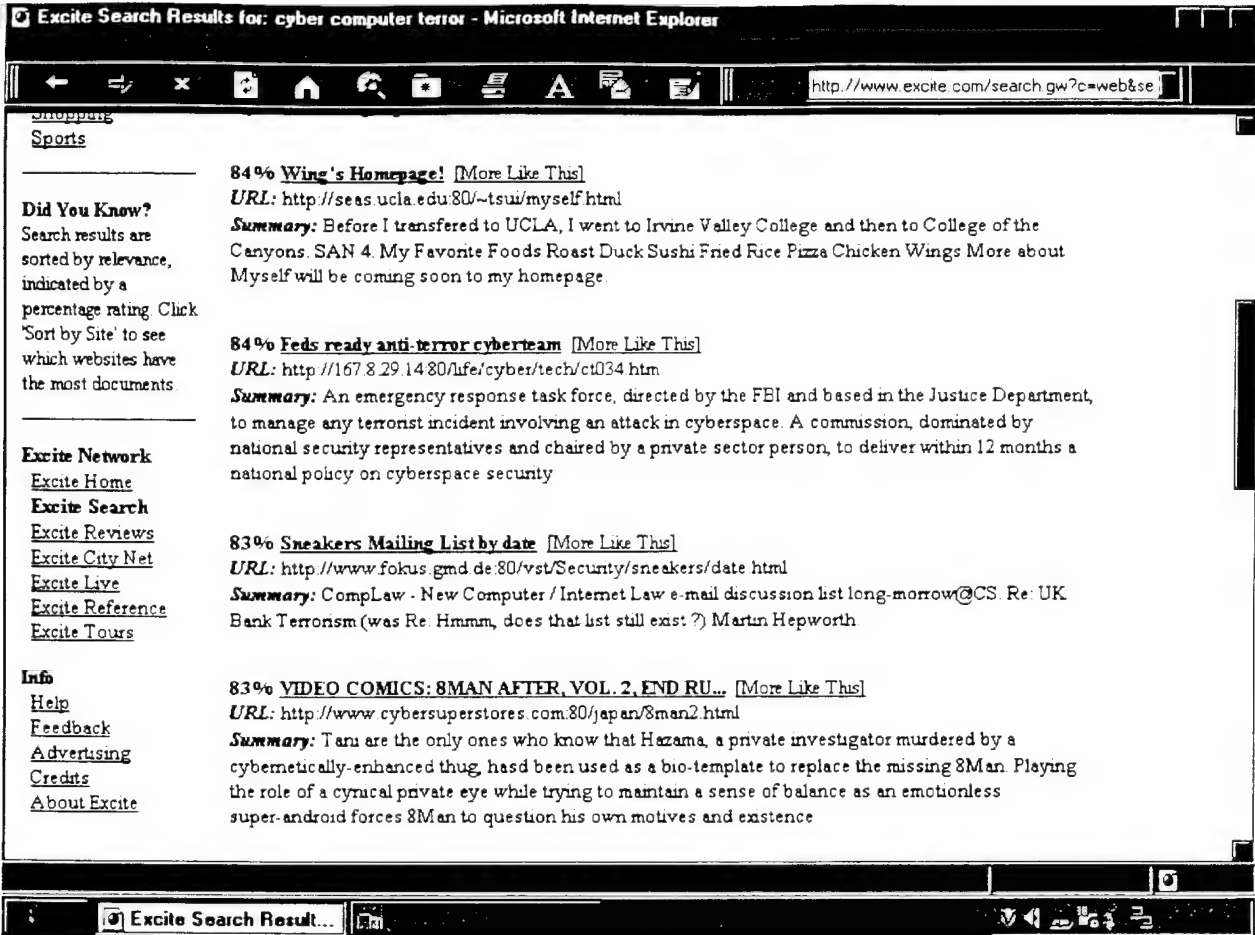 Excite Search Results for: cyber computer terror - Microsoft Internet Explorer
http://www.excite.com/search.gw?c=web&se
Shopping
Sports
Did You Know?
Search results are
sorted by relevance,
indicated by a
percentage rating. Click
'Sort by Site' to see
which websites have
the most documents.
Excite Network
Excite Home
Excite Search
Excite Reviews
Excite City Net
Excite Live
Excite Reference
Excite Tours
Info
Help
Feedback
Advertising
Credits
About Excite
84% Wing's Homepage! [More Like This]
URL: http://seas.ucla.edu:80/~tsui/myself.html
Summary: Before I transfered to UCLA, I went to Irvine Valley College and then to College of the
Canyons. SAN 4. My Favorite Foods Roast Duck Sushi Fried Rice Pizza Chicken Wings More about
Myself will be coming soon to my homepage.
84% Feds ready anti-terror cyberteam [More Like This]
URL: http://167.8.29.14:80/life/cyber/tech/ct034.htm
Summary: An emergency response task force, directed by the FBI and based in the Justice Department,
to manage any terrorist incident involving an attack in cyberspace. A commission, dominated by
national security representatives and chaired by a private sector person, to deliver within 12 months a
national policy on cyberspace security
83% Sneakers Mailing List by date [More Like This]
URL: http://www.fokus.gmd.de:80/vst/Security/sneakers/date.html
Summary: CompLaw - New Computer / Internet Law e-mail discussion list long-morrow@CS. Re: UK
Bank Terrorism (was Re: Hmmm, does that list still exist ?) Martin Hepworth.
83% VIDEO COMICS: 8MAN AFTER, VOL. 2, END RU... [More Like This]
URL: http://www.cybersuperstores.com:80/japan/8man2.html
Summary: Tani are the only ones who know that Hazama, a private investigator murdered by a
cybernetically-enhanced thug, hasd been used as a bio-template to replace the missing 8Man. Playing
the role of a cynical private eye while trying to maintain a sense of balance as an emotionless
super-android forces 8Man to question his own motives and existence
Excite Search Result...